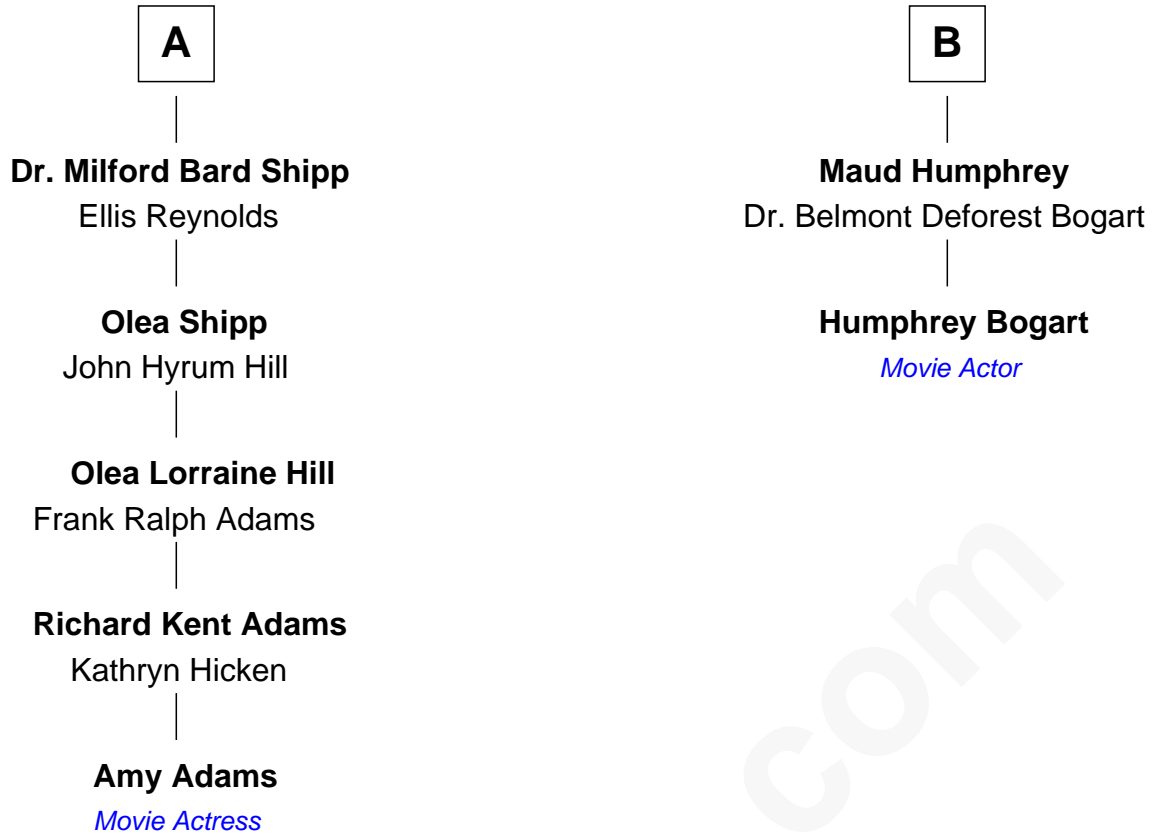 A
Dr. Milford Bard Shipp
Ellis Reynolds
Olea Shipp
John Hyrum Hill
Olea Lorraine Hill
Frank Ralph Adams
Richard Kent Adams
Kathryn Hicken
Amy Adams
Movie Actress
B
Maud Humphrey
Dr. Belmont Deforest Bogart
Humphrey Bogart
Movie Actor
com